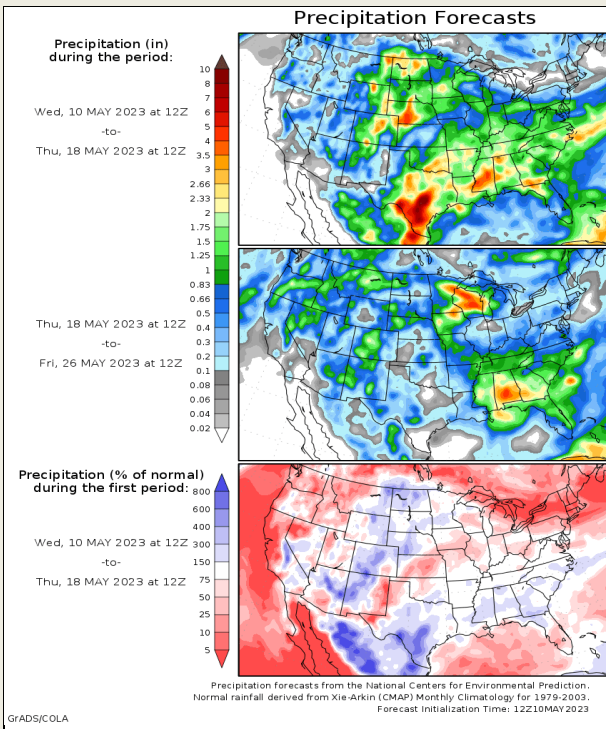 Precipitation Forecasts
Precipitation (in)
during the period:
Wed, 10 MAY 2023 at 12Z
-to-
Thu, 18 MAY 2023 at 12Z
10
8
7
6
5
4
3.5
3
2.66
2.33
2
1.75
1.5
1.25
1
0.83
0.66
0.5
0.4
0.3
0.2
0.1
0.08
0.06
0.04
0.02
Thu, 18 MAY 2023 at 12Z
-to-
Fri, 26 MAY 2023 at 12Z
Precipitation (% of normal)
during the first period:
Wed, 10 MAY 2023 at 12Z
-to-
Thu, 18 MAY 2023 at 12Z
800
600
400
300
150
75
50
25
10
5
Precipitation forecasts from the National Centers for Environmental Prediction.
Normal rainfall derived from Xie-Arkin (CMAP) Monthly Climatology for 1979-2003.
Forecast Initialization Time: 12Z10MAY2023
GrADS/COLA